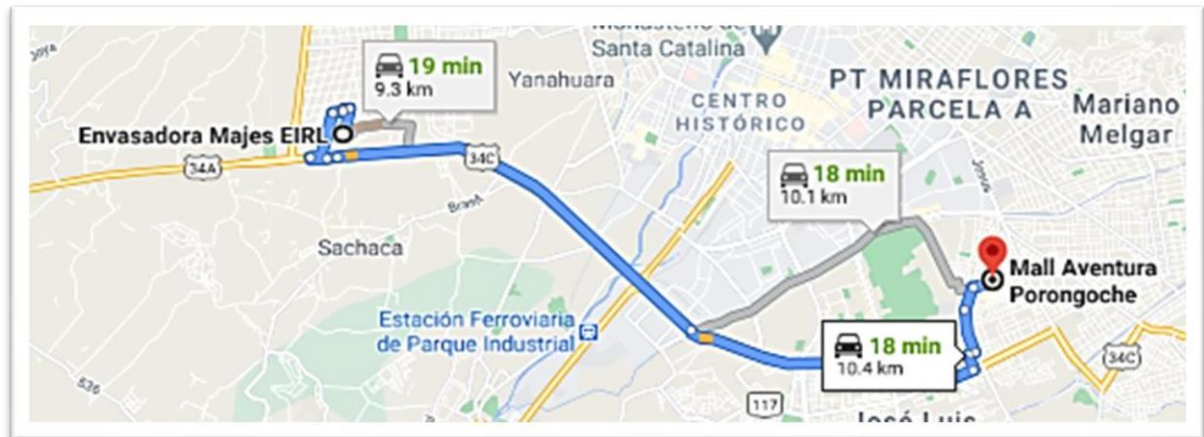 Santa Catalina
19 min
9.3 km
Yanahuara
PT MIRAFLORES
PARCELA A
Mariano
Melgar
CENTRO
HISTÓRICO
Envasadora Majes EIRL
34A
34C
18 min
10.1 km
Sachaca
Mall Aventura
Porongoche
Estación Ferroviaria
de Parque Industrial
18 min
10.4 km
34C
117
José Luis